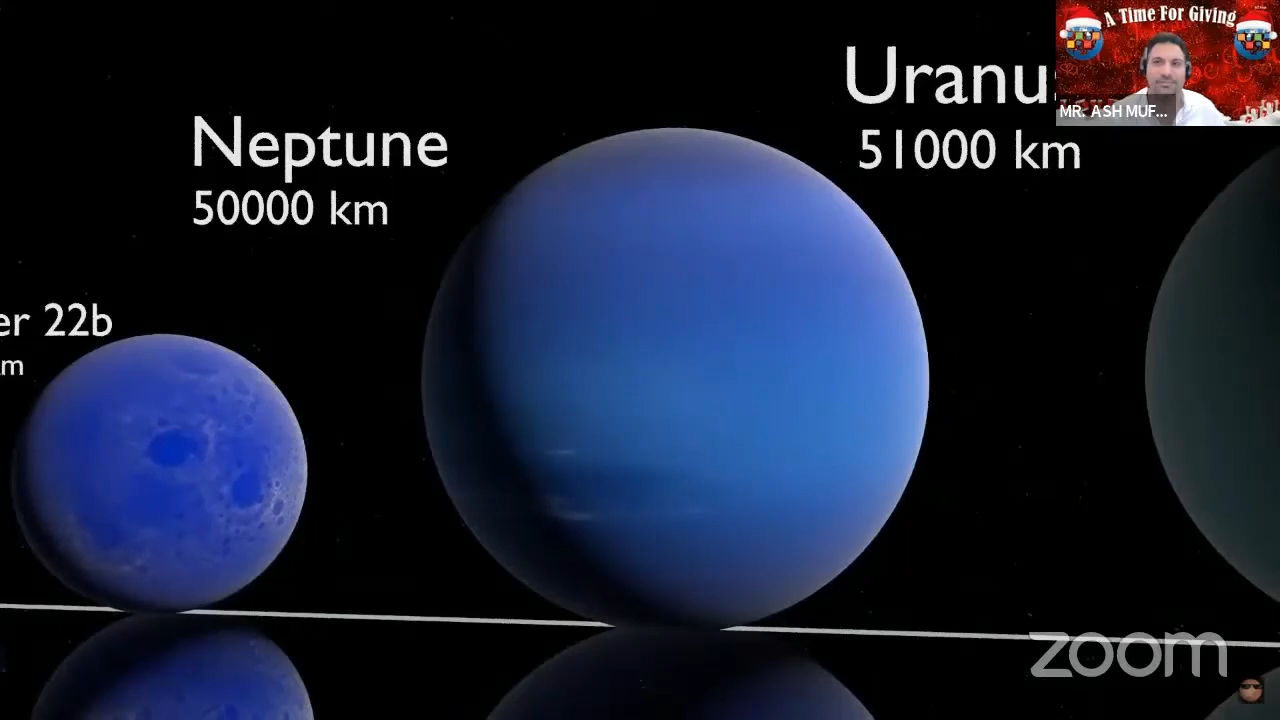 A Time For Giving
Uranu
51000 km
MR. ASH MUF...
Neptune
50000 km
er 22b
m
zoom